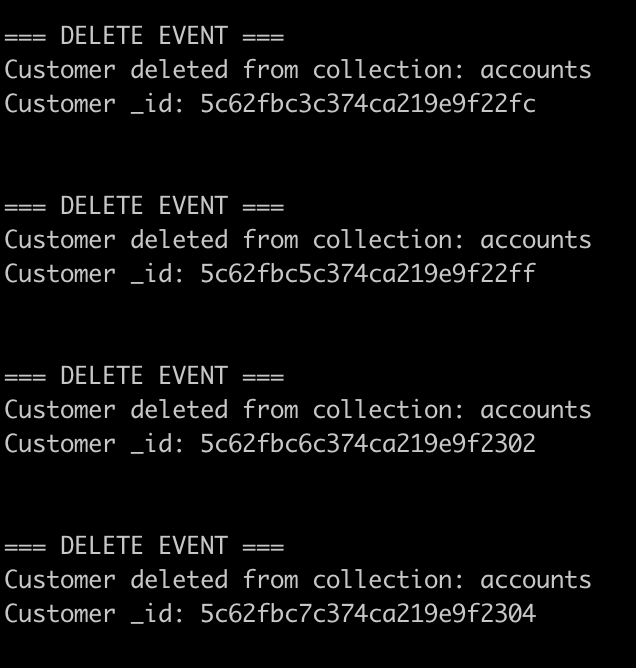 === DELETE EVENT ===
Customer deleted from collection: accounts
Customer _id: 5c62fbc3c374ca219e9f22fc
=== DELETE EVENT ===
Customer deleted from collection: accounts
Customer _id: 5c62fbc5c374ca219e9f22ff
=== DELETE EVENT ===
Customer deleted from collection: accounts
Customer _id: 5c62fbc6c374ca219e9f2302
=== DELETE EVENT ===
Customer deleted from collection: accounts
Customer _id: 5c62fbc7c374ca219e9f2304